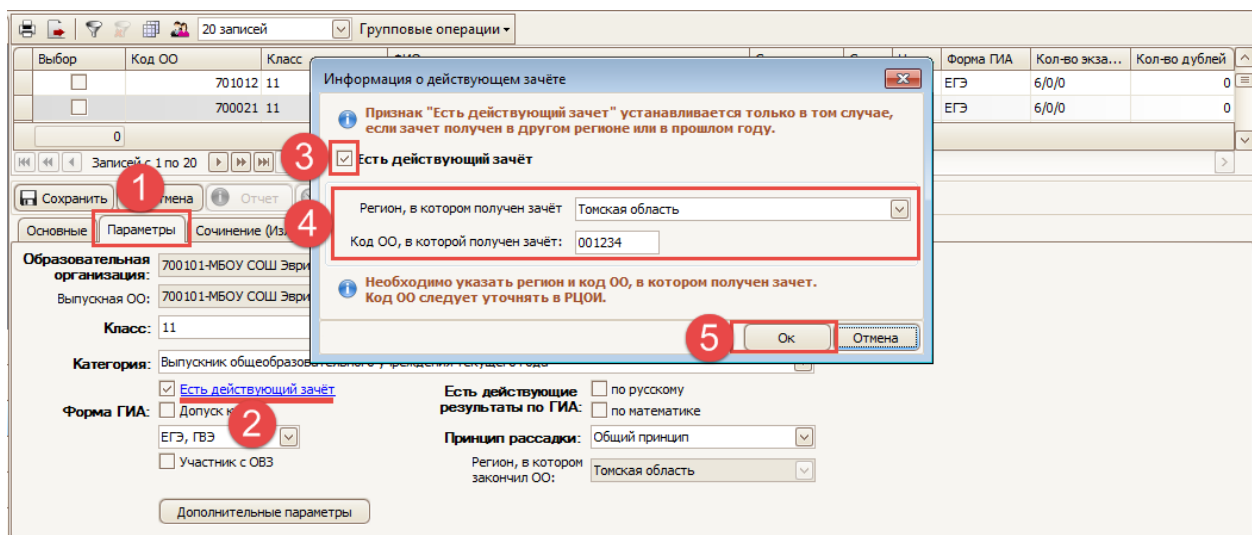 20 записей
Групповые операции
Выбор Код ОО Класс Форма ГИА Кол-во экза... Кол-во дублей
701012 11 ЕГЭ 6/0/0 0
700021 11 ЕГЭ 6/0/0 0
0
Записей с 1 по 20
Информация о действующем зачёте
Признак "Есть действующий зачет" устанавливается только в том случае,
если зачет получен в другом регионе или в прошлом году.
3
Есть действующий зачёт
4
Регион, в котором получен зачёт Томская область
Код ОО, в которой получен зачёт: 001234
Необходимо указать регион и код ОО, в котором получен зачет.
Код ОО следует уточнять в РЦОИ.
5
Ок Отмена
Сохранить Отчет
1
Основные Параметры Сочинение
Образовательная
организация:
700101-МБОУ СОШ Эври
Выпускная ОО: 700101-МБОУ СОШ Эври
Класс: 11
Категория: Выпускник общеобразовательного учреждения текущего года
Есть действующий зачёт
Форма ГИА: Допуск
2
ЕГЭ, ГВЭ
Участник с ОВЗ
Есть действующие
результаты по ГИА:
по русскому
по математике
Принцип рассадки: Общий принцип
Регион, в котором
закончил ОО:
Томская область
Дополнительные параметры